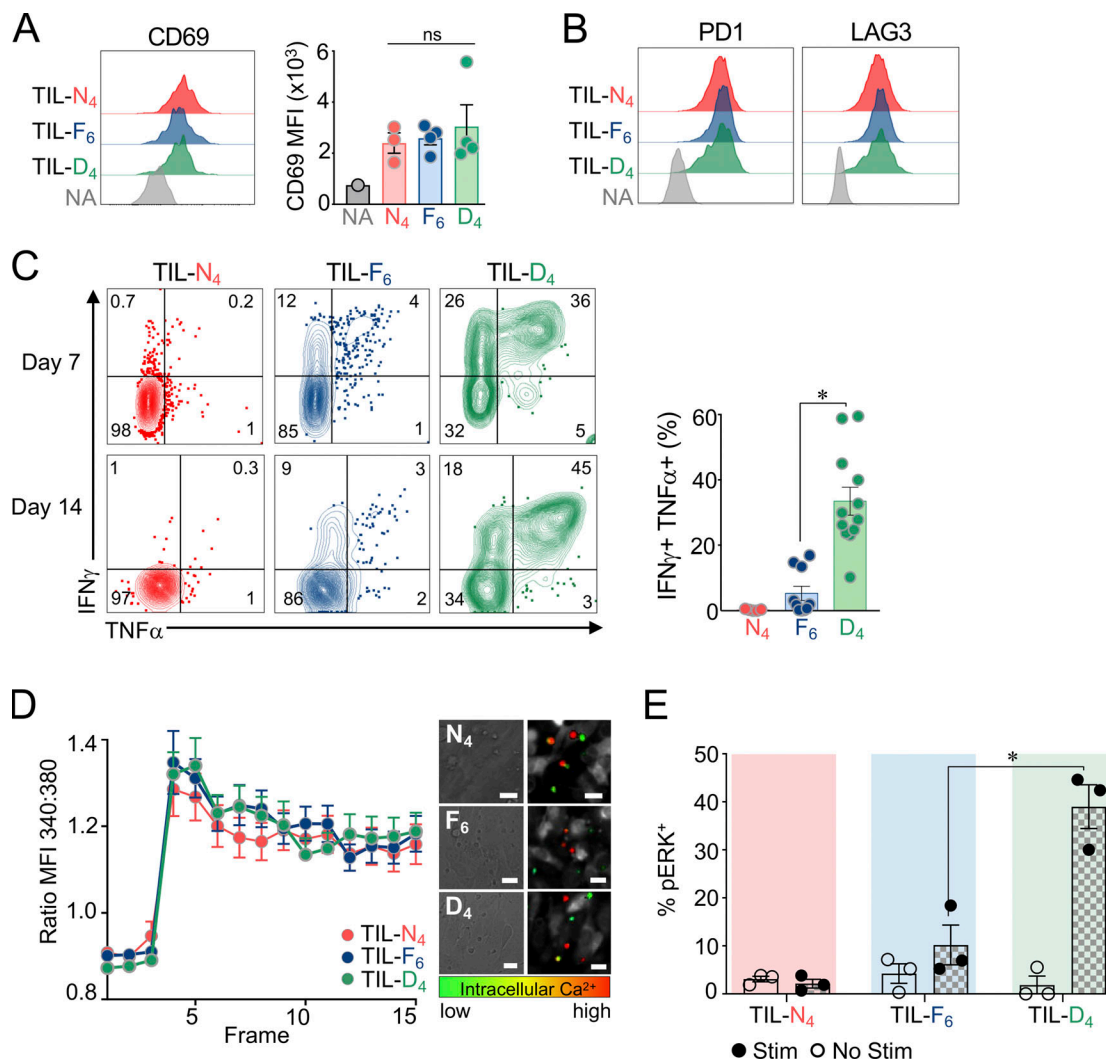 A
CD69
TIL-N4
TIL-F6
TIL-D4
NA
CD69 MFI (x10³)
6
4
2
0
ns
NA N4 F6 D4
B
PD1 LAG3
TIL-N4
TIL-F6
TIL-D4
NA
C
TIL-N4 TIL-F6 TIL-D4
Day 7
0.7 0.2 12 4 26 36
98 1 85 1 32 5
Day 14
1 0.3 9 3 18 45
97 1 86 2 34 3
IFNγ
TNFα
IFNγ+ TNFα+ (%)
60
40
20
0
*
N4 F6 D4
D
Ratio MFI 340:380
1.4
1.2
1.0
0.8
5 10 15
Frame
TIL-N4
TIL-F6
TIL-D4
N4
F6
D4
Intracellular Ca²⁺
low high
E
% pERK⁺
50
40
30
20
10
0
*
TIL-N4 TIL-F6 TIL-D4
Stim No Stim